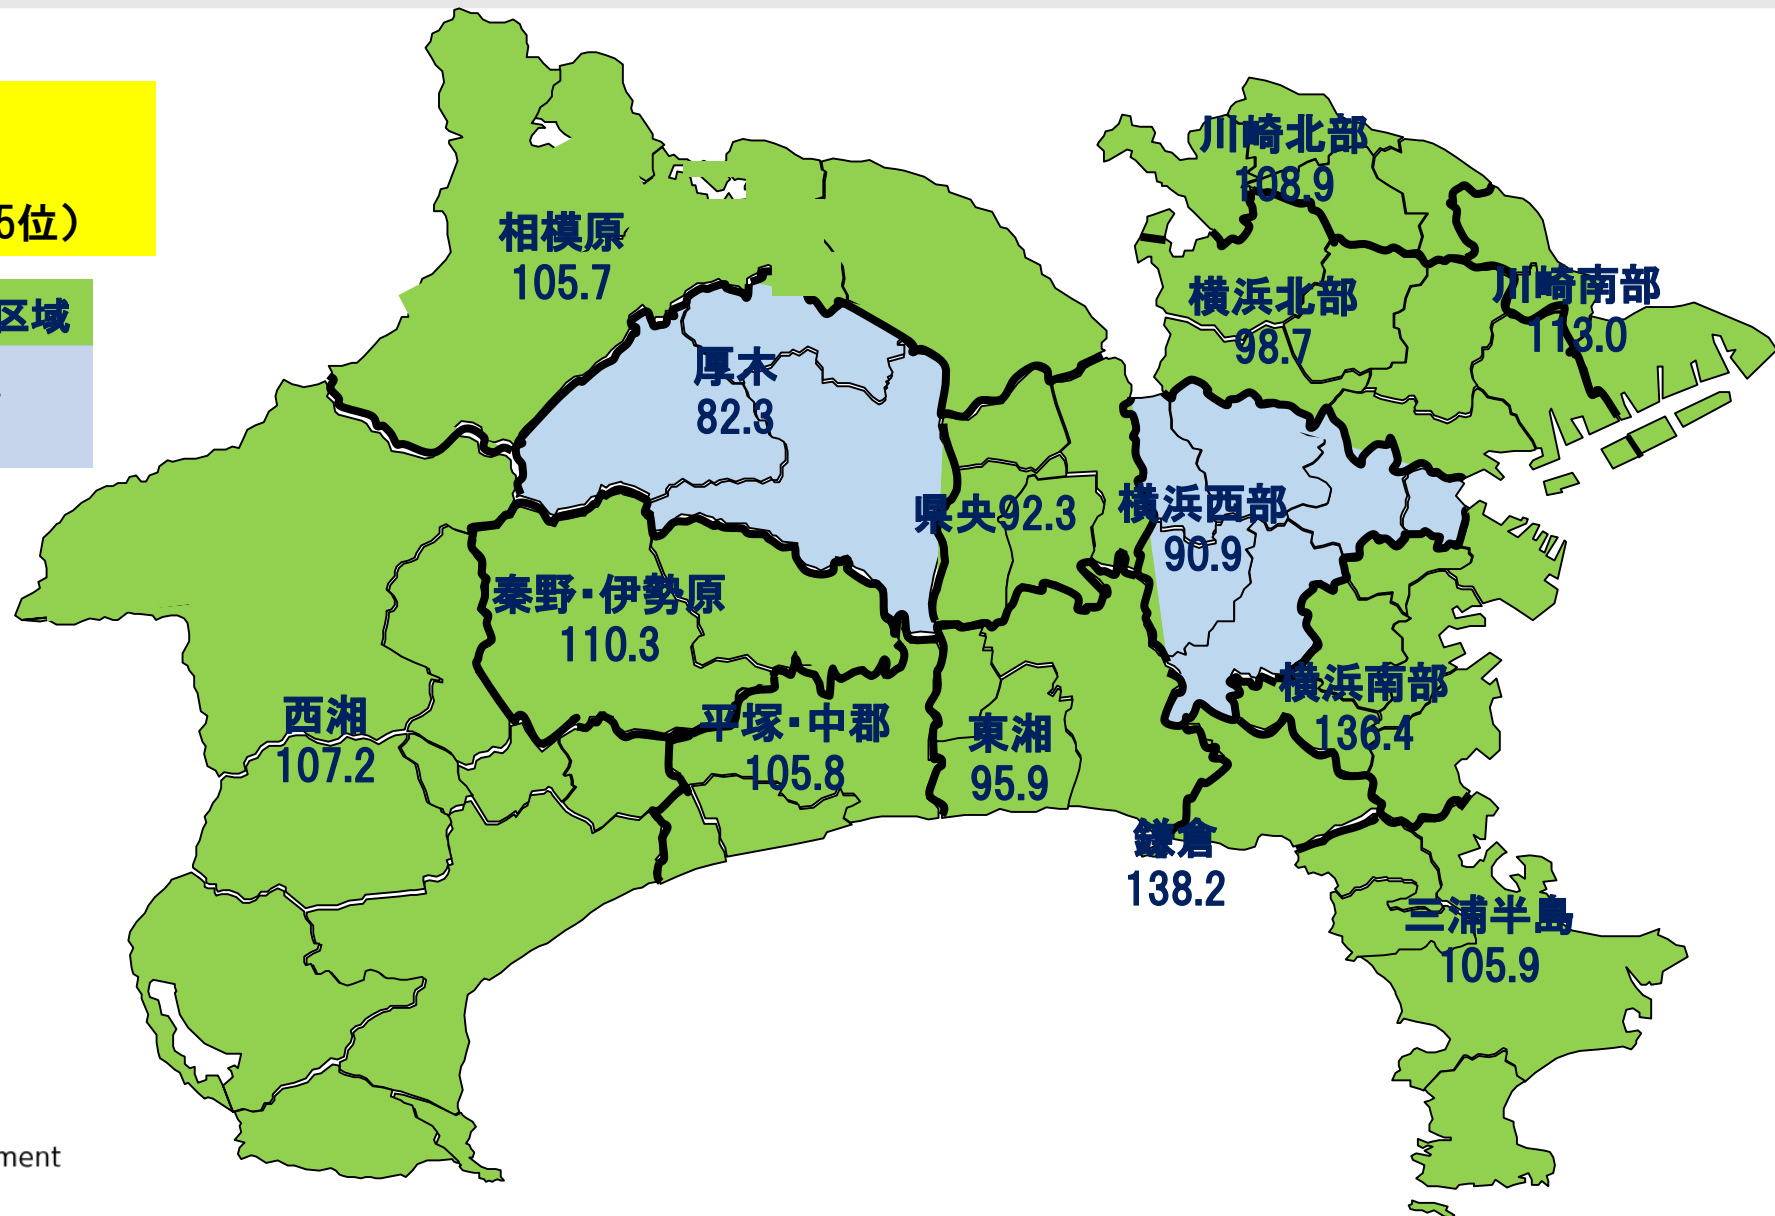 5位）
区域
川崎北部
108.9
相模原
105.7
横浜北部
98.7
川崎南部
113.0
厚木
82.3
県央92.3
横浜西部
90.9
秦野・伊勢原
110.3
西湘
107.2
平塚・中郡
105.8
東湘
95.9
横浜南部
136.4
鎌倉
138.2
三浦半島
105.9
ment